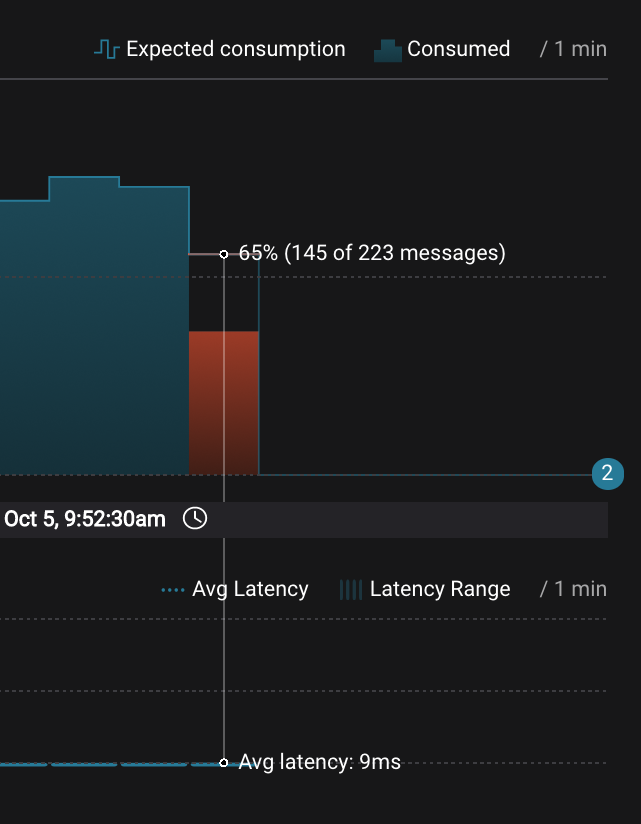 Expected consumption Consumed / 1 min
65% (145 of 223 messages)
2
Oct 5, 9:52:30am
Avg Latency Latency Range / 1 min
Avg latency: 9ms